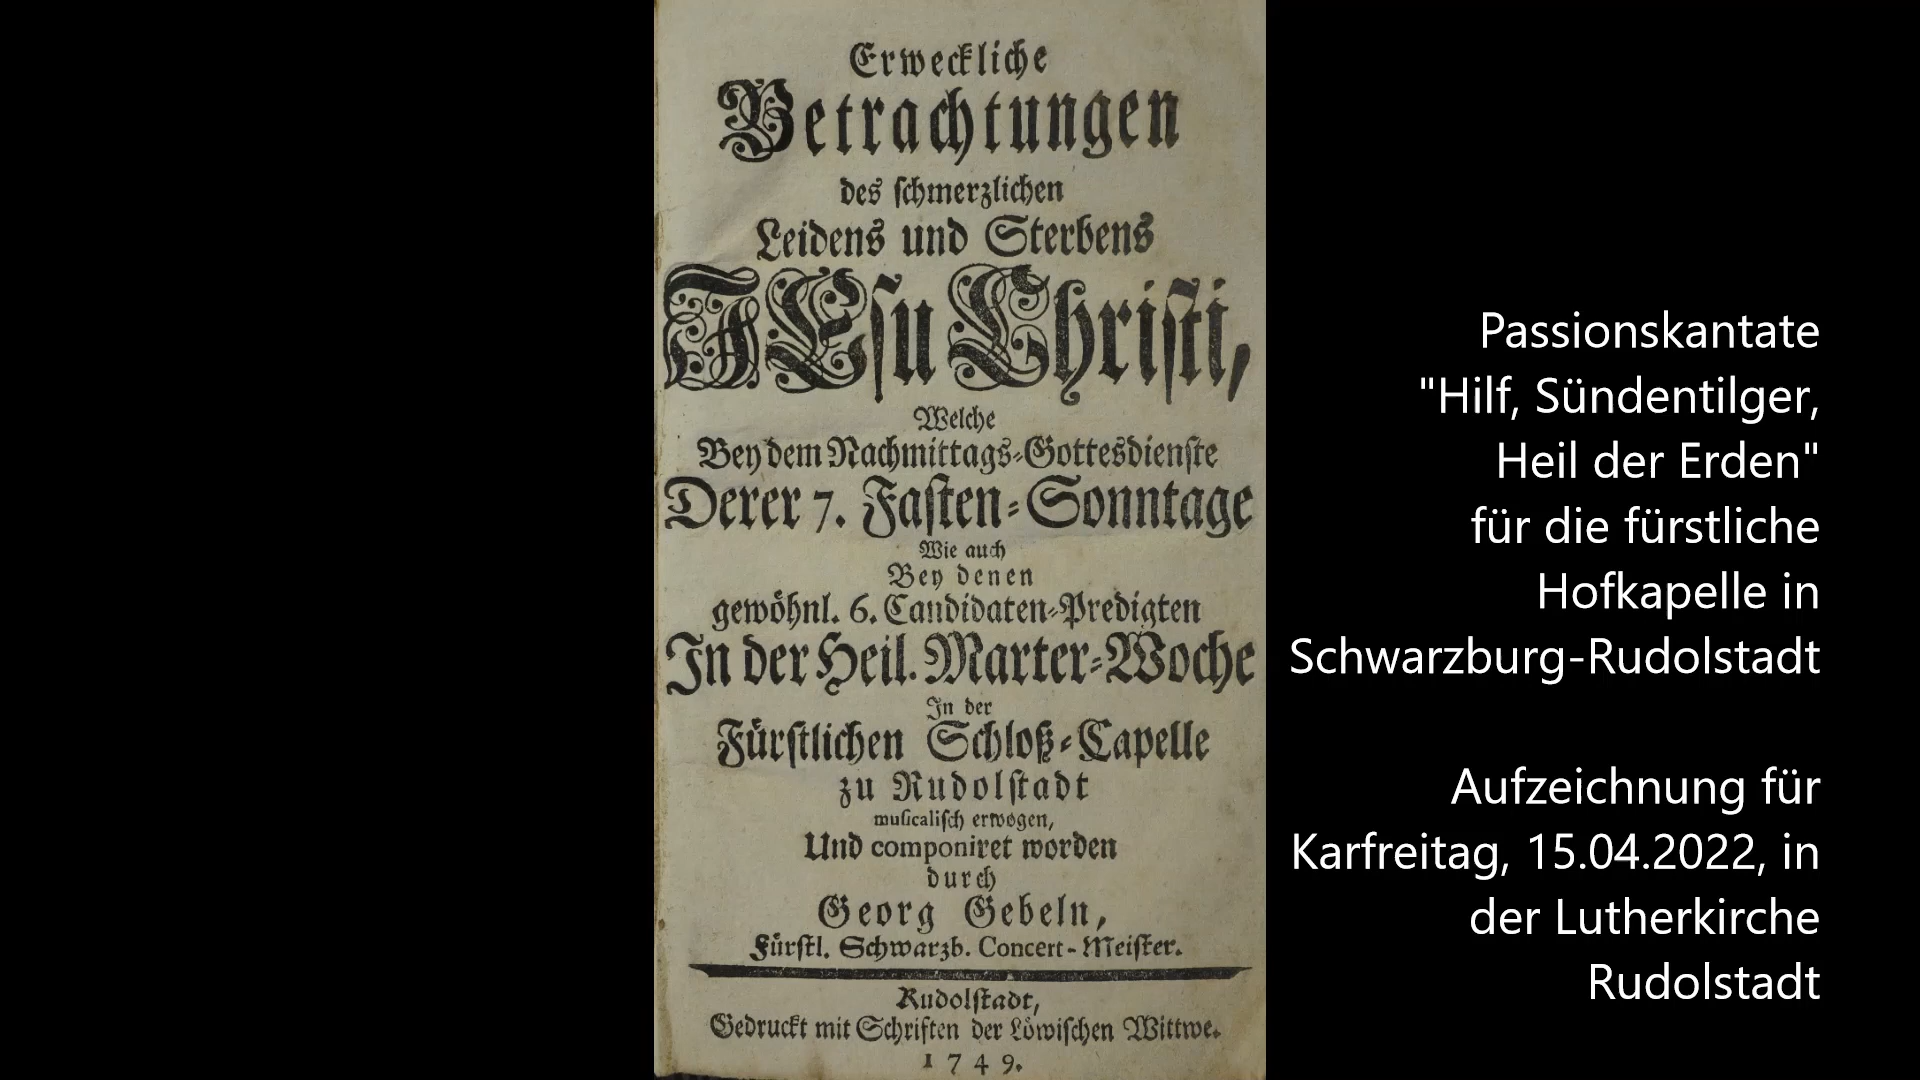 Erweckliche
Betrachtungen
des schmerzlichen
Leidens und Sterbens
JEsu Christi,
Welche
Bey dem Nachmittags-Gottesdienste
Derer 7. Fasten-Sonntage
Wie auch
Bey denen
gewöhnl. 6. Candidaten-Predigten
In der Heil. Marter-Woche
In der
Fürstlichen Schloß-Capelle
zu Rudolstadt
musicalisch erwogen,
Und componiret worden
durch
Georg Gebeln,
Fürstl. Schwarzb. Concert-Meister.
Rudolstadt,
Gedruckt mit Schriften der Löwischen Wittwe.
1749.
Passionskantate
"Hilf, Sündentilger,
Heil der Erden"
für die fürstliche
Hofkapelle in
Schwarzburg-Rudolstadt
Aufzeichnung für
Karfreitag, 15.04.2022, in
der Lutherkirche
Rudolstadt